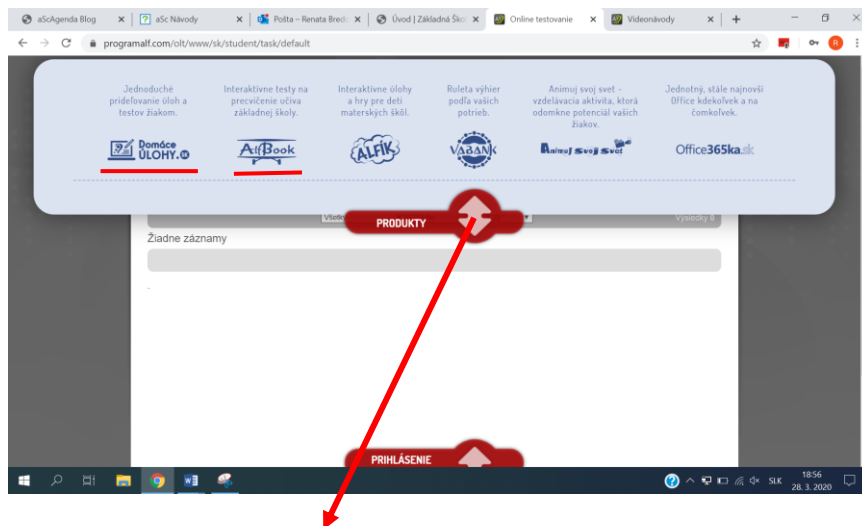 aScAgenda Blog
aSc Návody
Pošta – Renata Bredi
Úvod | Základná Ško
Online testovanie
Videonávody
programalf.com/olt/www/sk/student/task/default
R
Jednoduché
prideľovanie úloh a
testov žiakom.
Domáce
ÚLOHY.sk
Interaktívne testy na
precvičenie učiva
základnej školy.
AlfBook
Interaktívne úlohy
a hry pre deti
materských škôl.
ALFÍK
Ruleta výhier
podľa vašich
potrieb.
VABANK
Animuj svoj svet -
vzdelávacia aktivita, ktorá
odomkne potenciál vašich
žiakov.
Animuj svoj svet
Jednotný, stále najnovší
Office kdekoľvek a na
čomkoľvek.
Office365ka.sk
PRODUKTY
Výsledky 0
Žiadne záznamy
PRIHLÁSENIE
SLK
18:56
28. 3. 2020